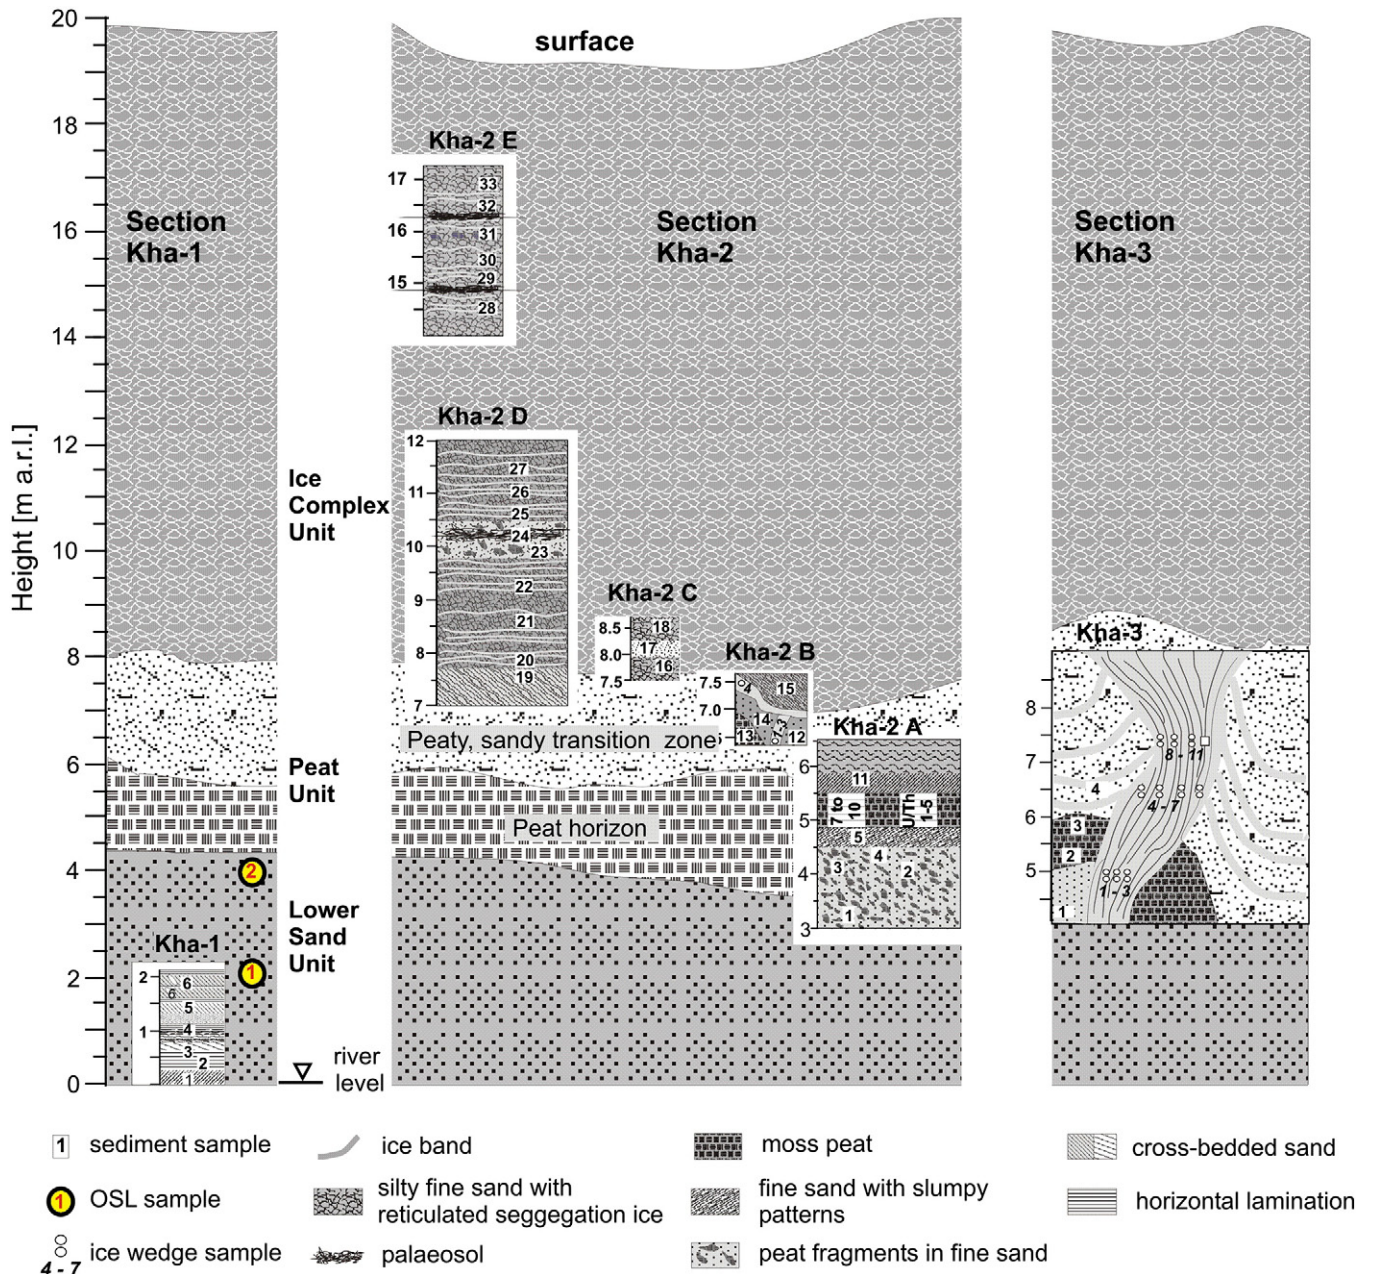 20
surface
18
Kha-2 E
17
33
32
Section
Kha-1
16
16
31
Section
Kha-2
Section
Kha-3
30
15
29
28
14
Kha-2 D
12
12
27
Ice
Complex
Unit
11
26
25
24
10
10
23
Height [m a.r.l.]
9
22
21
Kha-2 C
8.5
18
17
8.0
16
7.5
Kha-3
8
8
20
19
7
Kha-2 B
7.5
4
15
7.0
14
13
7.3
12
5
Kha-2 A
Peaty, sandy transition zone
6
Peat
Unit
6
11
7 to
10
U/Th
1-5
5
5
4
3
2
1
3
Peat horizon
8
7
6
5
8 - 11
4
4 - 7
3
2
1 - 3
1
4
2
Lower
Sand
Unit
Kha-1
2
2
1
6
6
5
1
4
3
2
1
river
level
0
1 sediment sample
ice band
moss peat
cross-bedded sand
1 OSL sample
silty fine sand with
reticulated seggegation ice
fine sand with slumpy
patterns
horizontal lamination
4 - 7 ice wedge sample
palaeosol
peat fragments in fine sand